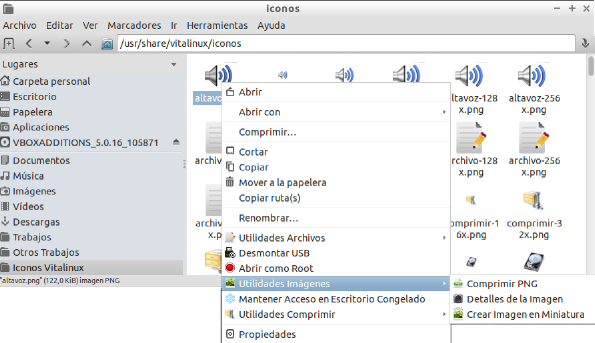 iconos
Archivo Editar Ver Marcadores Ir Herramientas Ayuda
/usr/share/vitalinux/iconos
Lugares
Carpeta personal
Escritorio
Papelera
Aplicaciones
VBOXADDITIONS_5.0.16_105871
Documentos
Música
Imágenes
Vídeos
Descargas
Trabajos
Otros Trabajos
Iconos Vitalinux
"altavoz.png" (122,0 KiB) imagen PNG
altavoz-128
x.png
altavoz-256
x.png
archivo-128
x.png
archivo-256
x.png
comprimir-1
6x.png
comprimir-3
2x.png
Abrir
Abrir con
Comprimir...
Cortar
Copiar
Mover a la papelera
Copiar ruta(s)
Renombrar...
Utilidades Archivos
Desmontar USB
Abrir como Root
Utilidades Imágenes
Mantener Acceso en Escritorio Congelado
Utilidades Comprimir
Propiedades
Comprimir PNG
Detalles de la Imagen
Crear Imagen en Miniatura